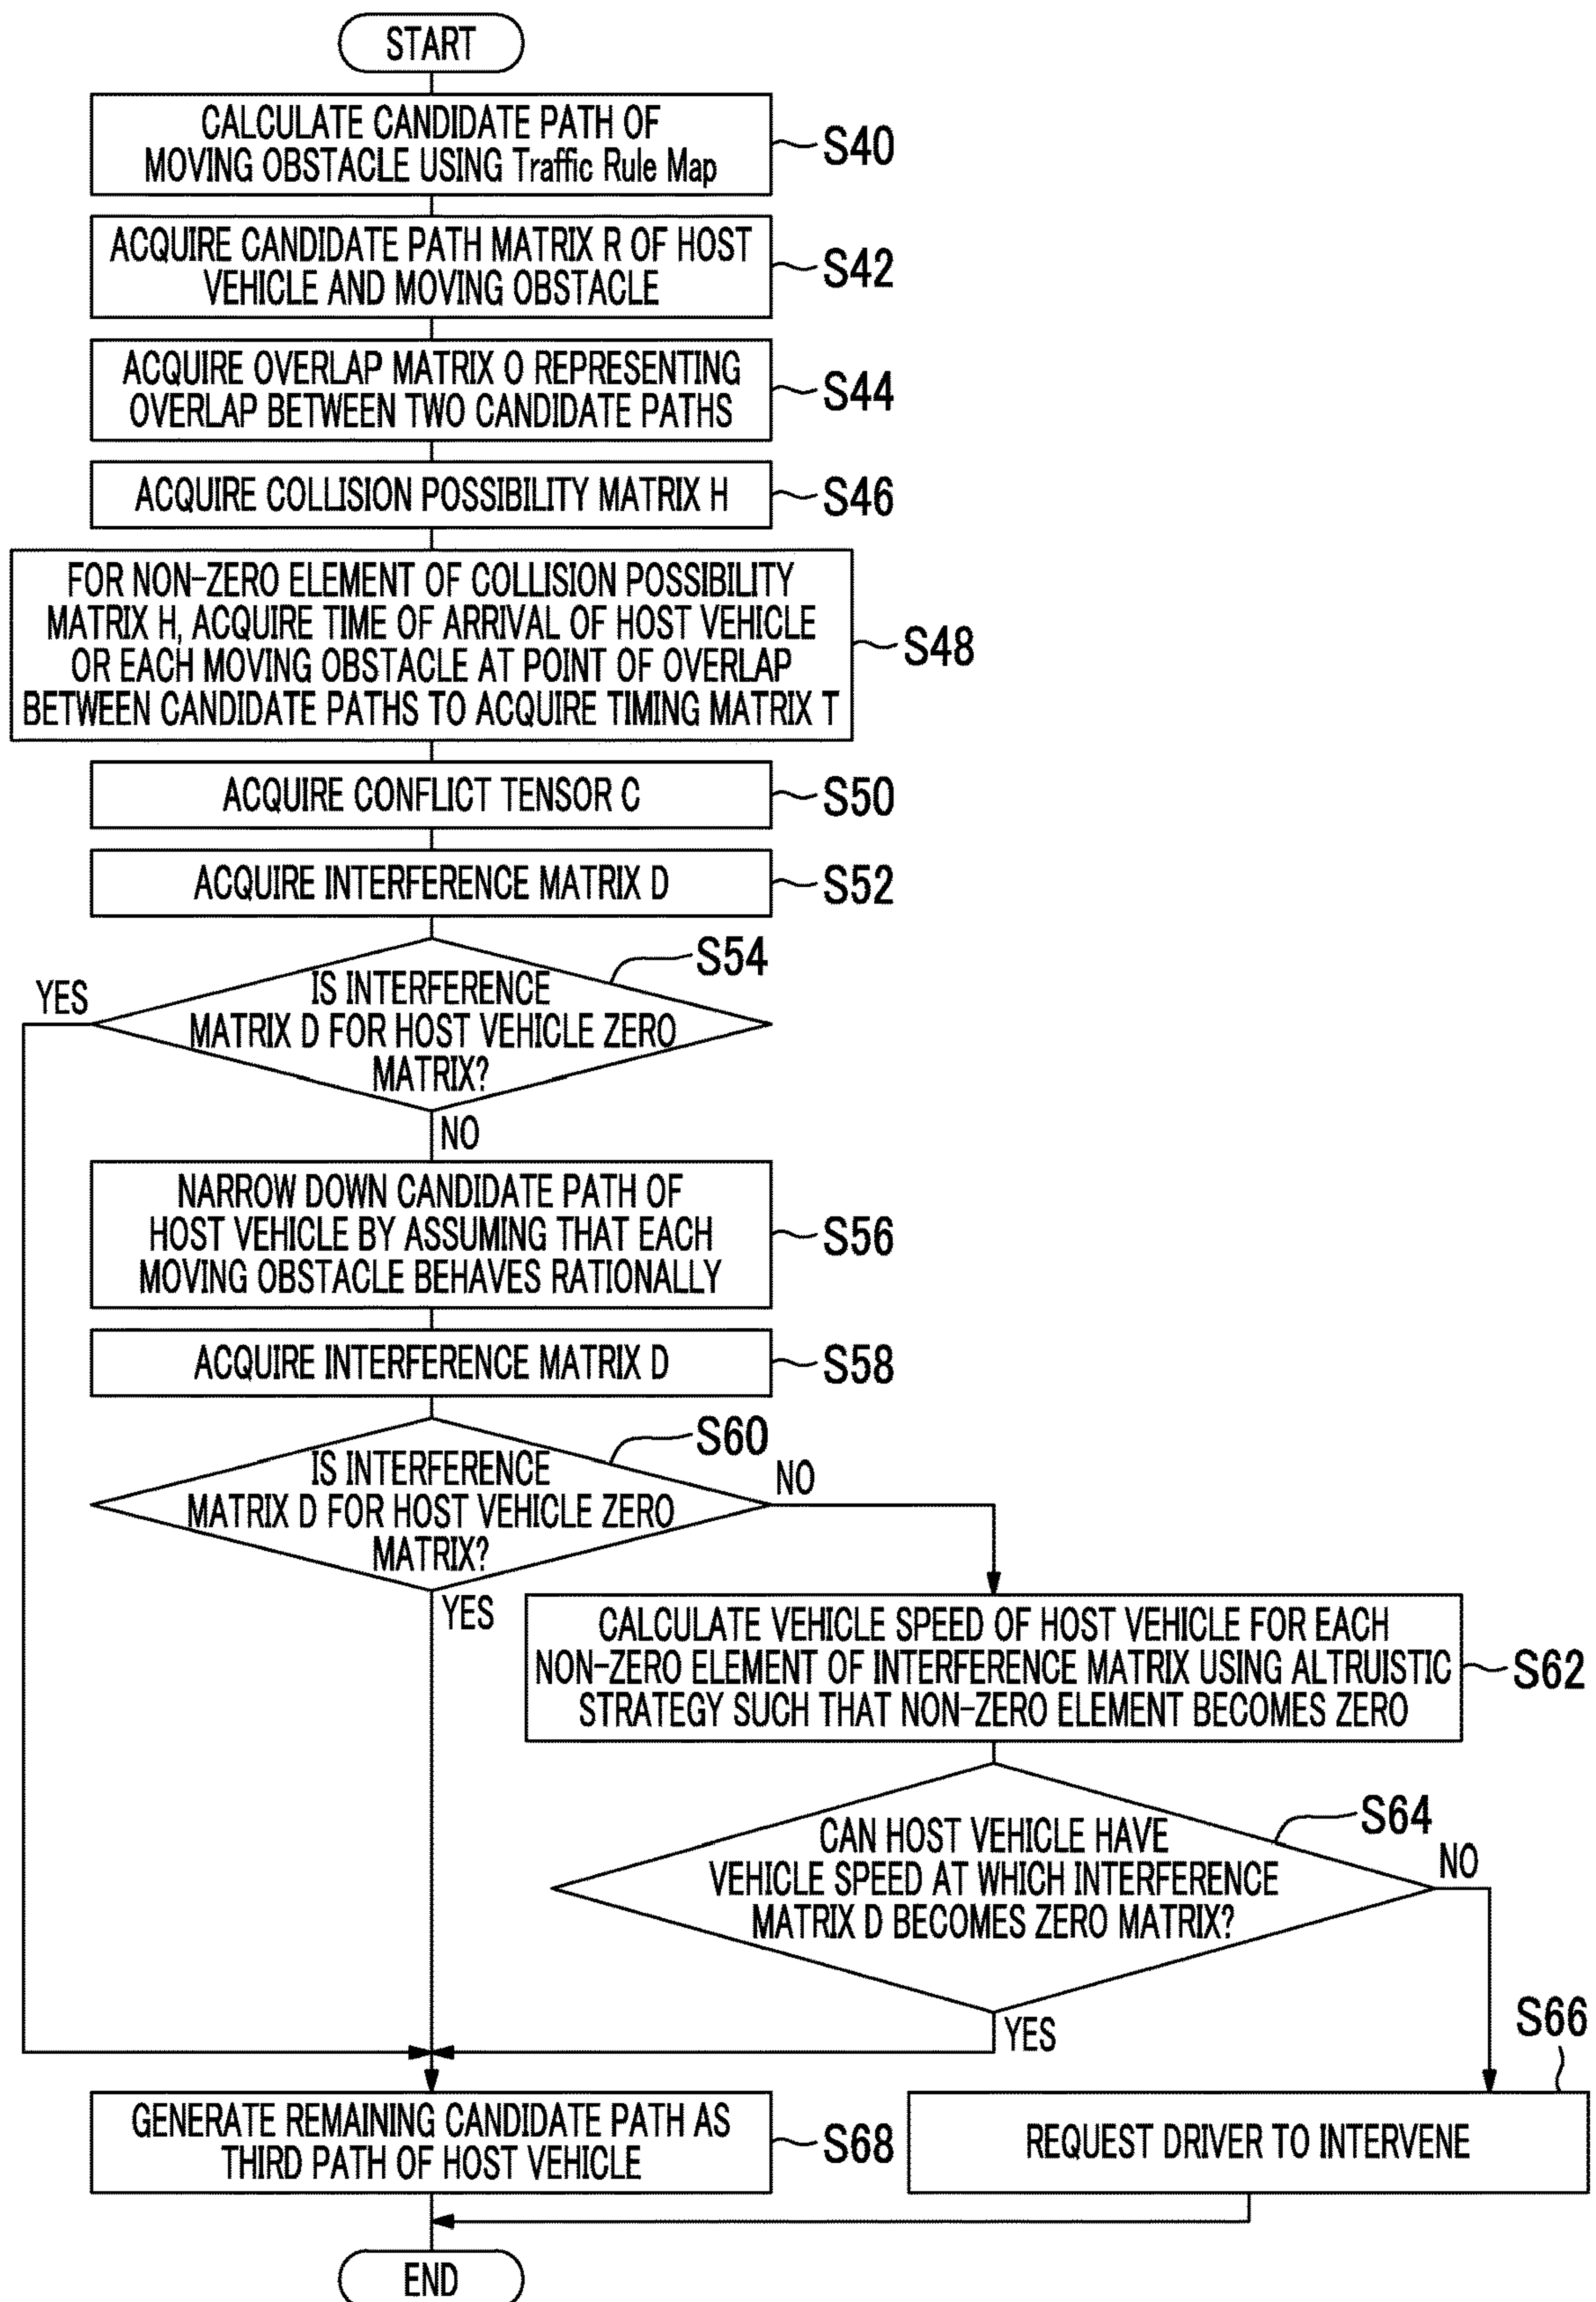 START
CALCULATE CANDIDATE PATH OF
MOVING OBSTACLE USING Traffic Rule Map
S40
ACQUIRE CANDIDATE PATH MATRIX R OF HOST
VEHICLE AND MOVING OBSTACLE
S42
ACQUIRE OVERLAP MATRIX O REPRESENTING
OVERLAP BETWEEN TWO CANDIDATE PATHS
S44
ACQUIRE COLLISION POSSIBILITY MATRIX H
S46
FOR NON-ZERO ELEMENT OF COLLISION POSSIBILITY
MATRIX H, ACQUIRE TIME OF ARRIVAL OF HOST VEHICLE
OR EACH MOVING OBSTACLE AT POINT OF OVERLAP
BETWEEN CANDIDATE PATHS TO ACQUIRE TIMING MATRIX T
S48
ACQUIRE CONFLICT TENSOR C
S50
ACQUIRE INTERFERENCE MATRIX D
S52
S54
YES
IS INTERFERENCE
MATRIX D FOR HOST VEHICLE ZERO
MATRIX?
NO
NARROW DOWN CANDIDATE PATH OF
HOST VEHICLE BY ASSUMING THAT EACH
MOVING OBSTACLE BEHAVES RATIONALLY
S56
ACQUIRE INTERFERENCE MATRIX D
S58
S60
IS INTERFERENCE
MATRIX D FOR HOST VEHICLE ZERO
MATRIX?
NO
YES
CALCULATE VEHICLE SPEED OF HOST VEHICLE FOR EACH
NON-ZERO ELEMENT OF INTERFERENCE MATRIX USING ALTRUISTIC
STRATEGY SUCH THAT NON-ZERO ELEMENT BECOMES ZERO
S62
S64
CAN HOST VEHICLE HAVE
VEHICLE SPEED AT WHICH INTERFERENCE
MATRIX D BECOMES ZERO MATRIX?
NO
YES
S66
GENERATE REMAINING CANDIDATE PATH AS
THIRD PATH OF HOST VEHICLE
S68
REQUEST DRIVER TO INTERVENE
END